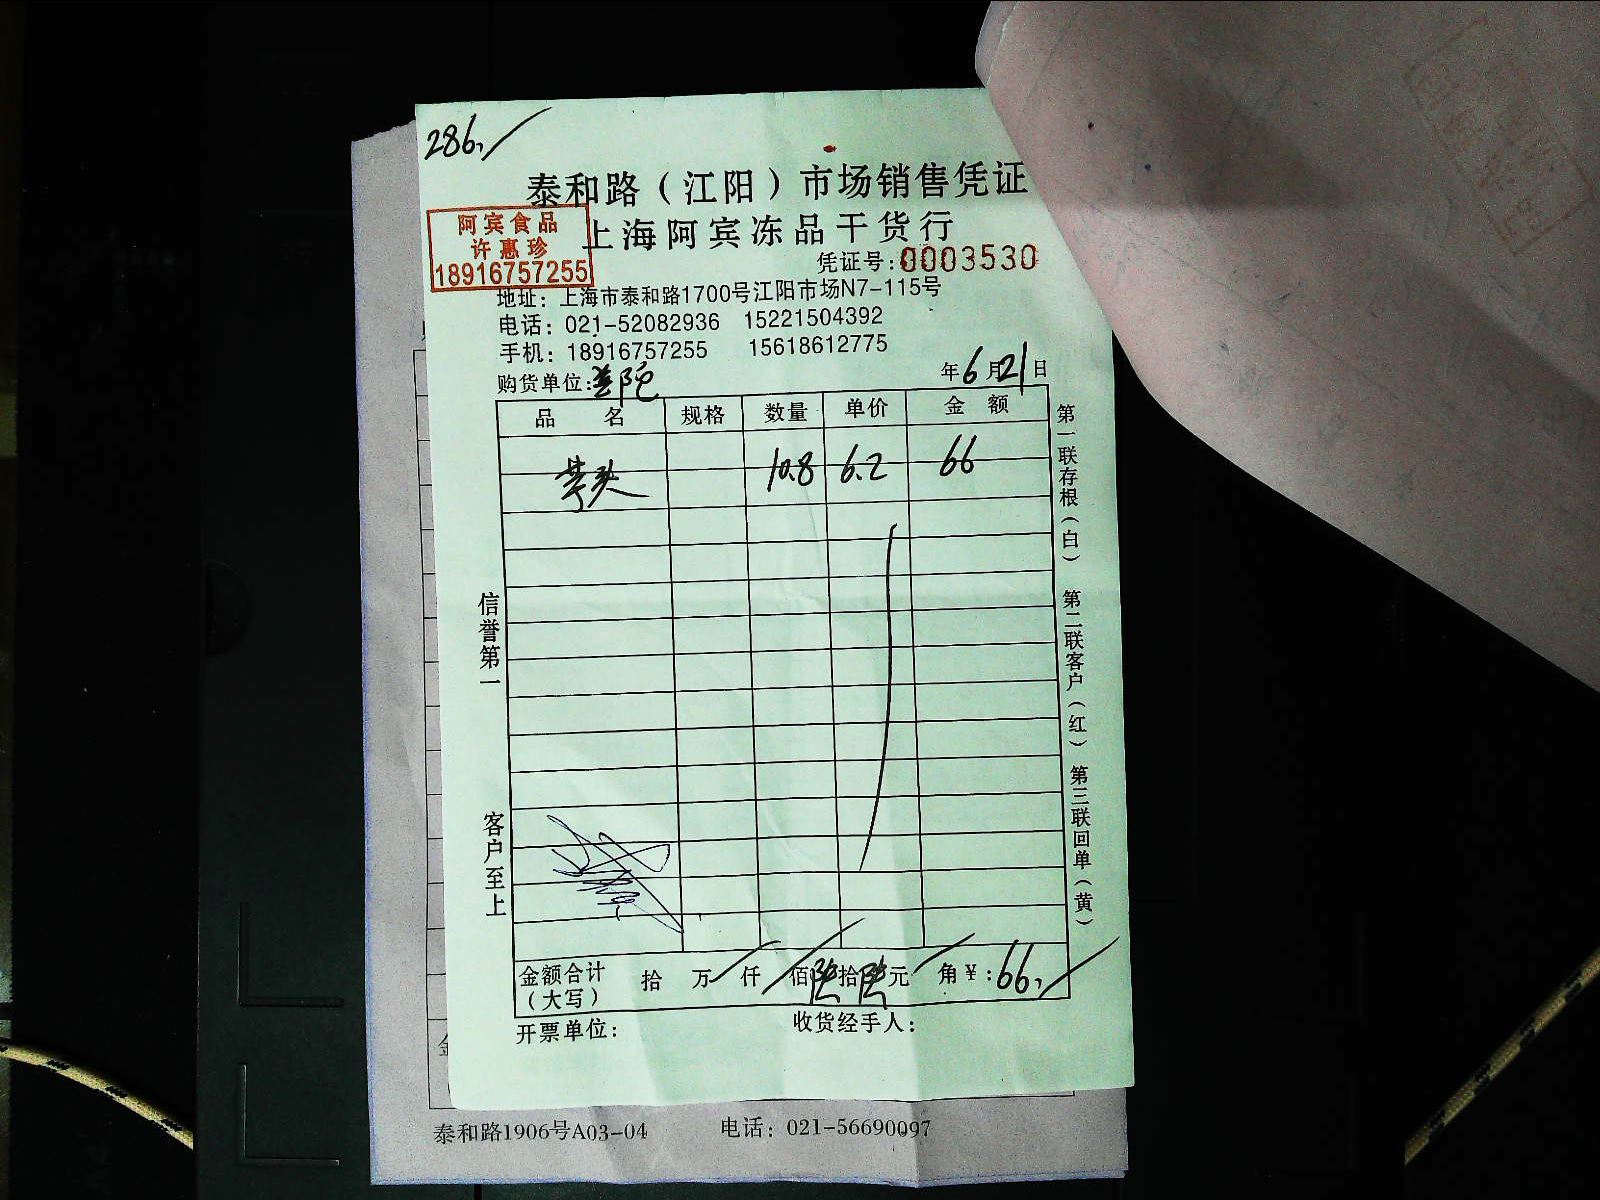 286.
泰和路（江阳）市场销售凭证
阿宾食品
许惠珍
18916757255
上海阿宾冻品干货行
凭证号:0003530
地址：上海市泰和路1700号江阳市场N7-115号
电话：021-52082936 15221504392
手机：18916757255 15618612775
购货单位: 年6月21日
品 名 规格 数量 单价 金 额
芋头 10.8 6.2 66
信誉第一
客户至上
第一联存根（白） 第二联客户（红） 第三联回单（黄）
金额合计 拾 万 仟 佰陆拾陆元 角￥:66.
（大写）
开票单位： 收货经手人：
泰和路1906号A03-04 电话：021-56690097